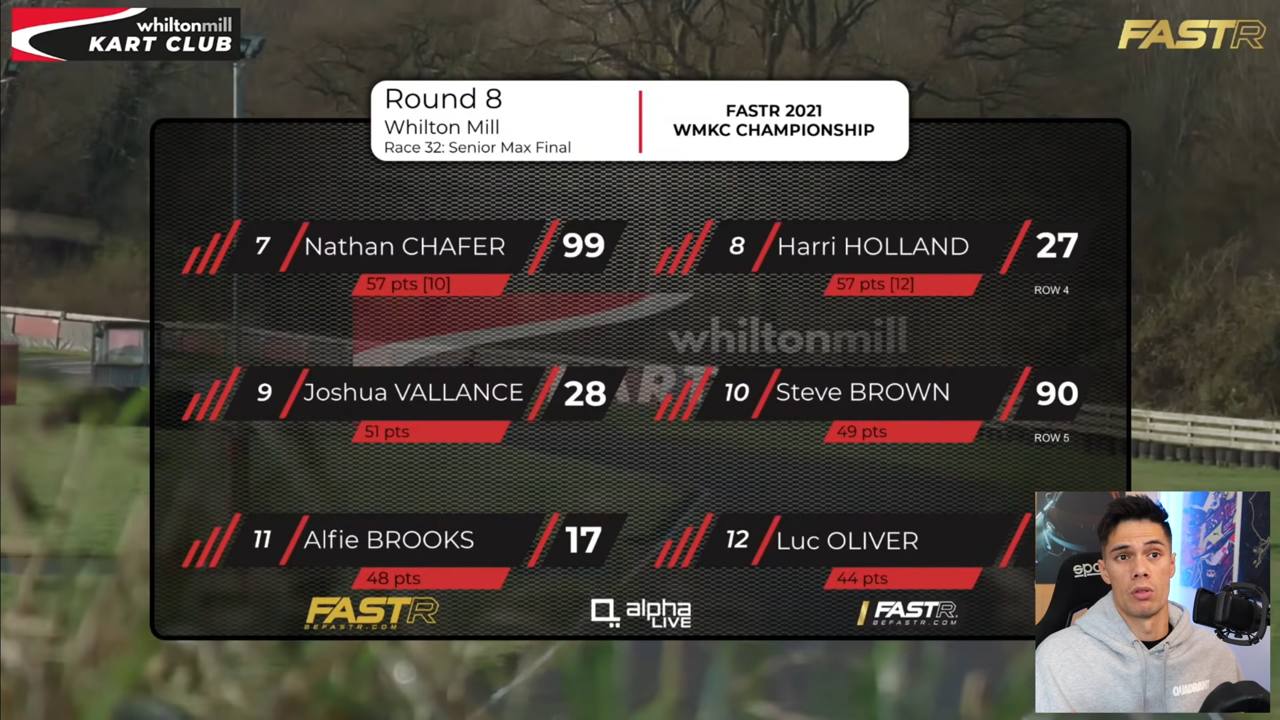 whiltonmill
KART CLUB
FASTR
Round 8
Whilton Mill
Race 32: Senior Max Final
FASTR 2021
WMKC CHAMPIONSHIP
7 Nathan CHAFER 99
57 pts [10]
8 Harri HOLLAND 27
57 pts [12]
ROW 4
whiltonmill
9 Joshua VALLANCE 28
51 pts
10 Steve BROWN 90
49 pts
ROW 5
11 Alfie BROOKS 17
48 pts
12 Luc OLIVER
44 pts
FASTR
BEFASTR.COM
alpha
LIVE
FASTR.
BEFASTR.COM
QUADRANT